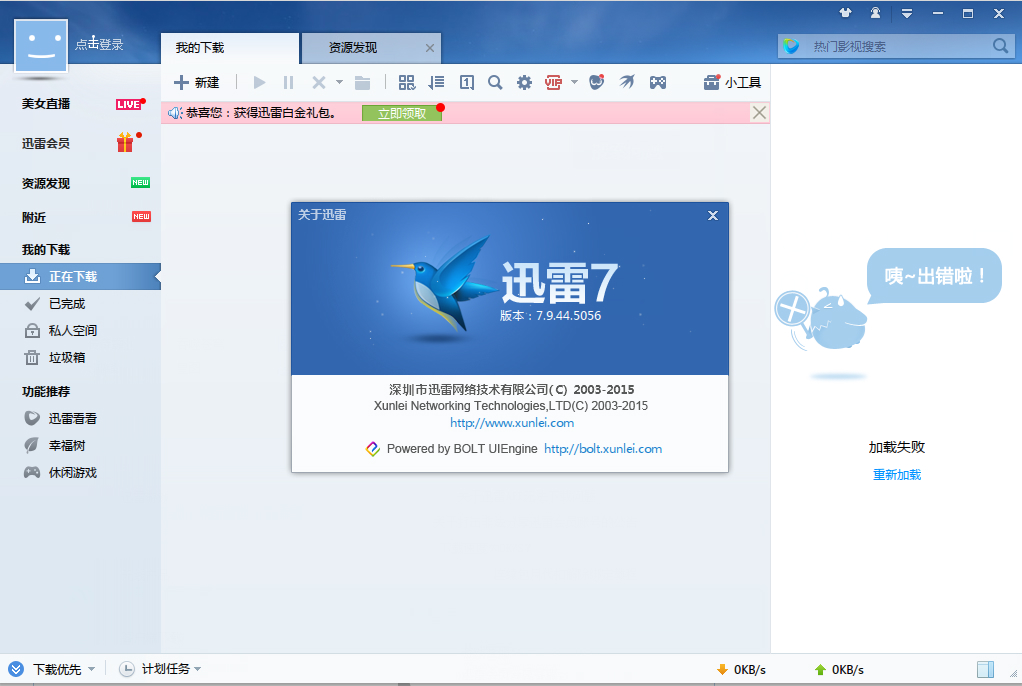 点击登录
我的下载
资源发现
热门影视搜索
新建
VIP
小工具
恭喜您：获得迅雷白金礼包。
立即领取
美女直播
LIVE
迅雷会员
资源发现
NEW
附近
NEW
我的下载
正在下载
已完成
私人空间
垃圾箱
功能推荐
迅雷看看
幸福树
休闲游戏
关于迅雷
迅雷7
版本：7.9.44.5056
深圳市迅雷网络技术有限公司(C) 2003-2015
Xunlei Networking Technologies,LTD(C) 2003-2015
http://www.xunlei.com
Powered by BOLT UIEngine http://bolt.xunlei.com
咦~出错啦！
加载失败
重新加载
下载优先
计划任务
0KB/s
0KB/s